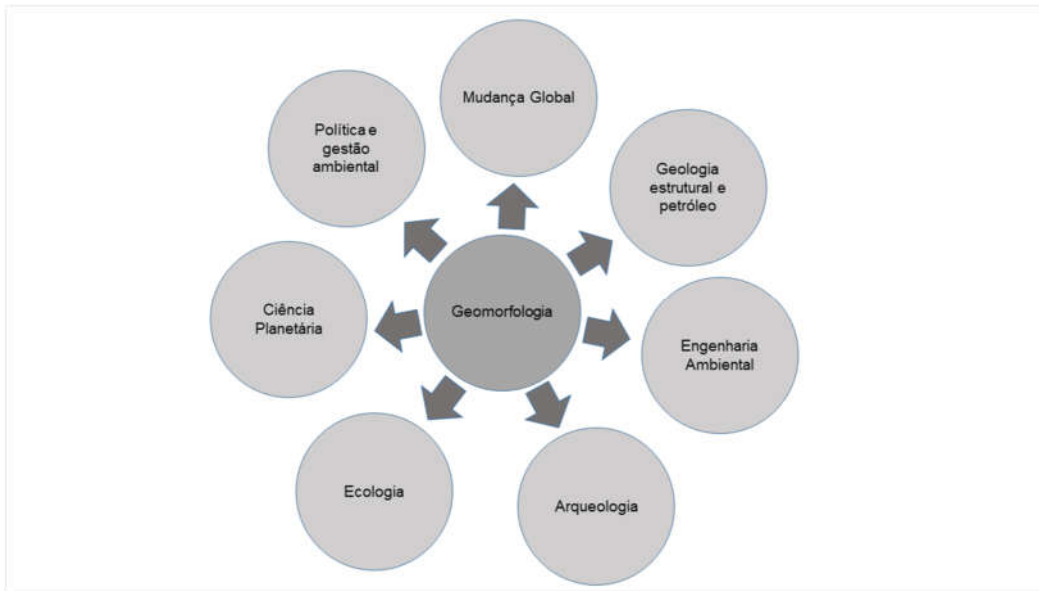 Mudança Global
Política e
gestão
ambiental
Geologia
estrutural e
petróleo
Ciência
Planetária
Geomorfologia
Engenharia
Ambiental
Ecologia
Arqueologia